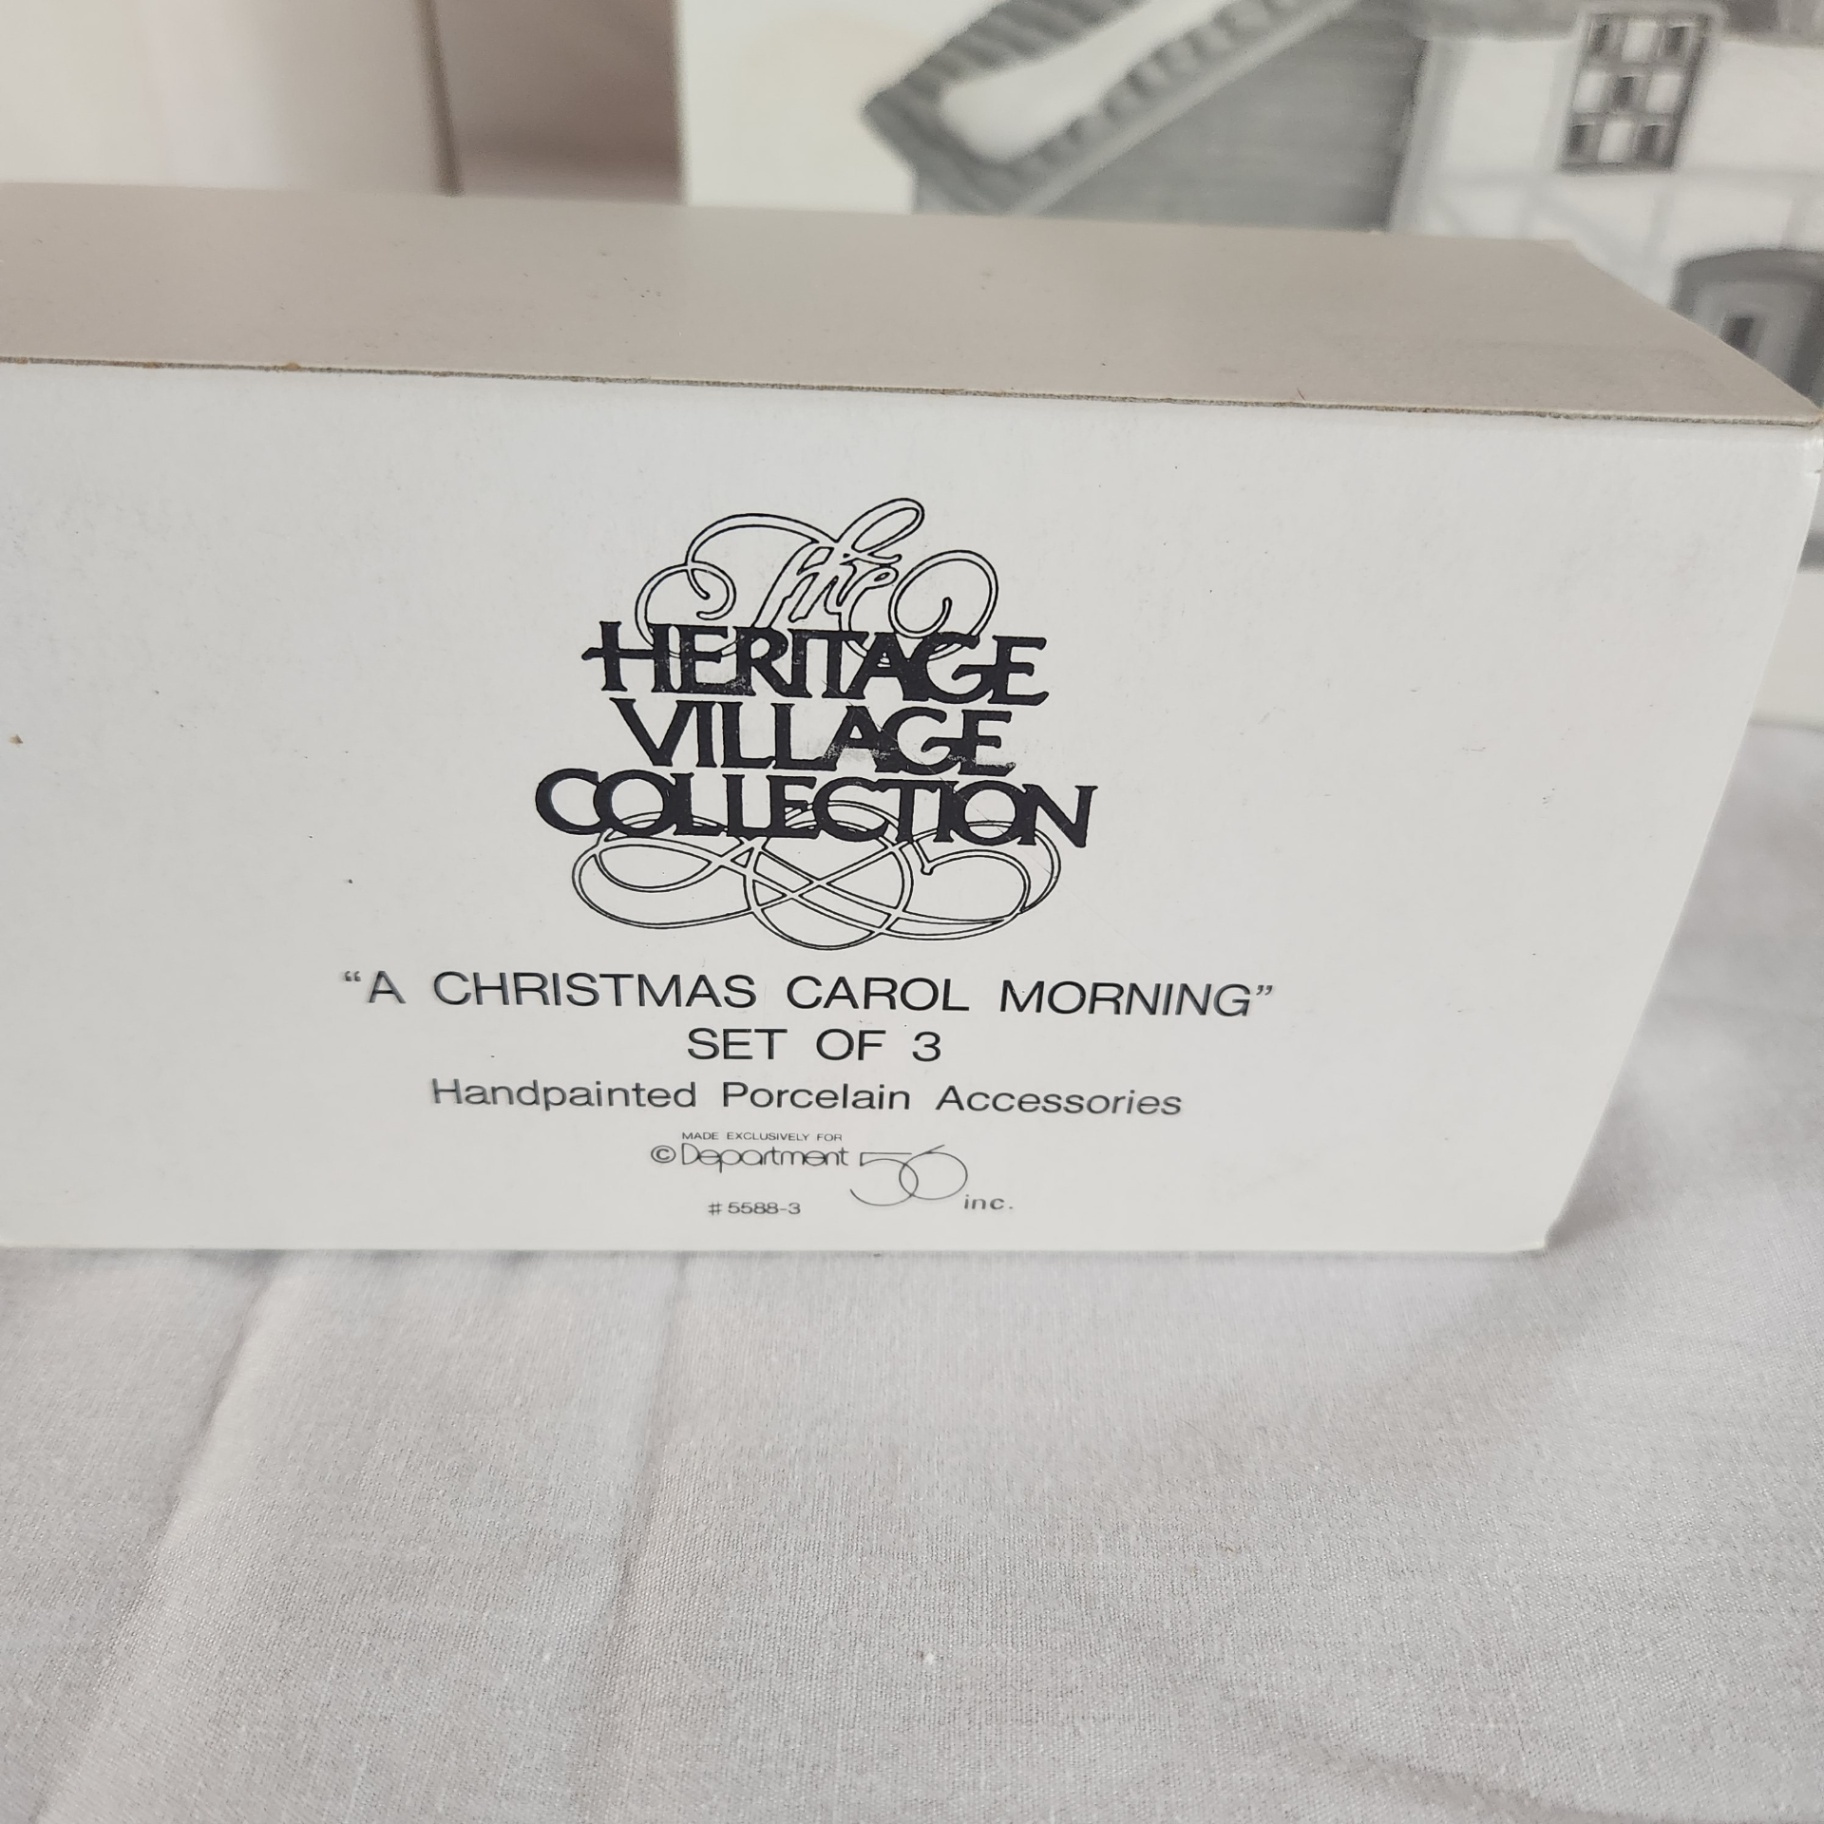 The
HERITAGE
VILLAGE
COLLECTION
“A CHRISTMAS CAROL MORNING”
SET OF 3
Handpainted Porcelain Accessories
MADE EXCLUSIVELY FOR
©Department 56 inc.
#5588-3